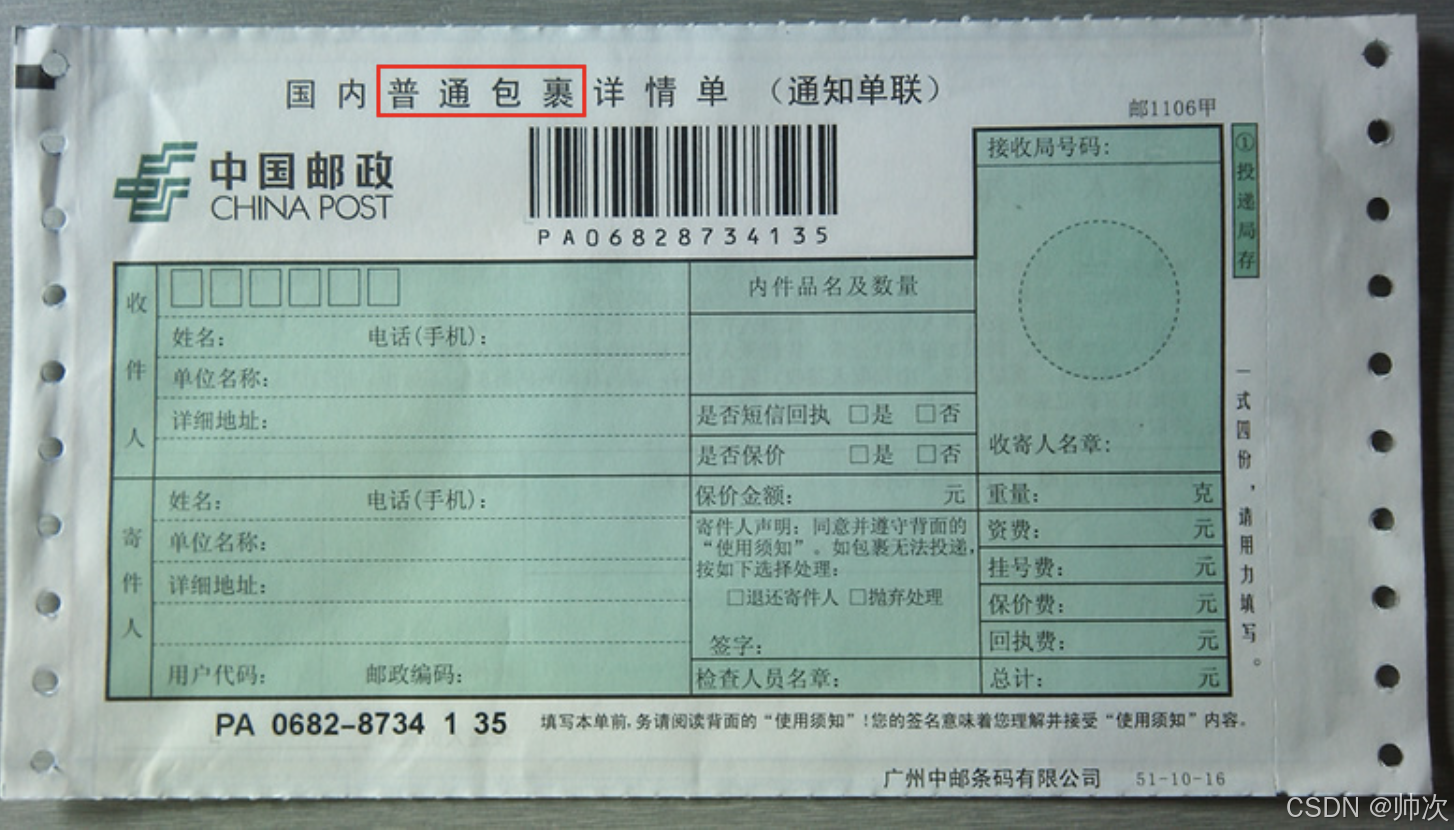 国内普通包裹详情单（通知单联）
邮1106甲
中国邮政
CHINA POST
PA06828734135
接收局号码：
①投递局存
收件人
内件品名及数量
姓名： 电话(手机)：
单位名称：
详细地址：
是否短信回执 □是 □否
是否保价 □是 □否
收寄人名章：
寄件人
姓名： 电话(手机)：
单位名称：
详细地址：
用户代码： 邮政编码：
保价金额： 元
寄件人声明：同意并遵守背面的
“使用须知”。如包裹无法投递，
按如下选择处理：
□退还寄件人 □抛弃处理
签字：
检查人员名章：
重量： 克
资费： 元
挂号费： 元
保价费： 元
回执费： 元
总计： 元
一式四份，请用力填写。
PA 0682-8734 1 35
填写本单前，务请阅读背面的“使用须知”！您的签名意味着您理解并接受“使用须知”内容。
广州中邮条码有限公司 51-10-16
CSDN @帅次